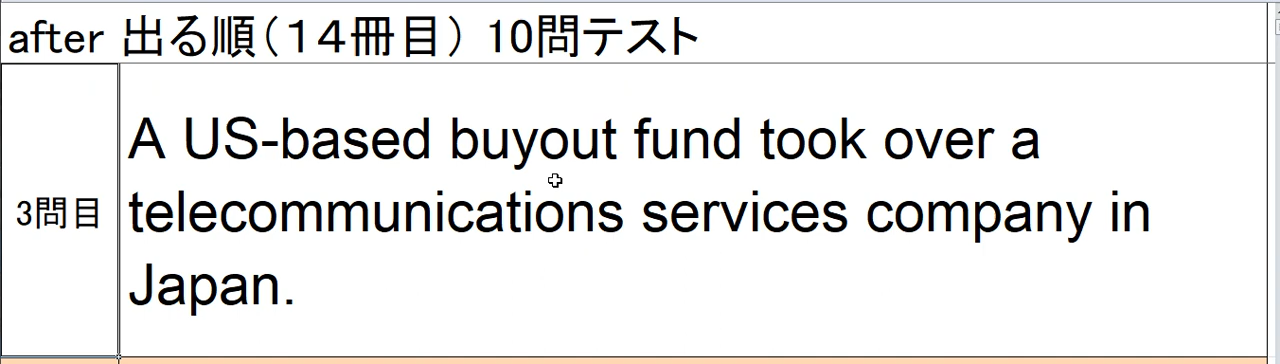 after 出る順（１４冊目） 10問テスト
3問目
A US-based buyout fund took over a
telecommunications services company in
Japan.